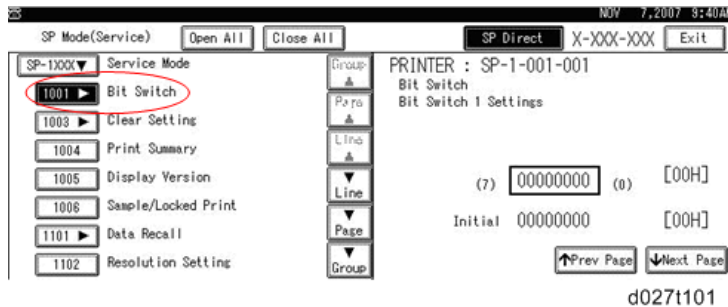 NOV 7,2007 9:40AM
SP Mode(Service) Open All Close All SP Direct X-XXX-XXX Exit
SP-1XXX▼ Service Mode
1001 ► Bit Switch
1003 ► Clear Setting
1004 Print Summary
1005 Display Version
1006 Sample/Locked Print
1101 ► Data Recall
1102 Resolution Setting
Group
Page
Line
Line
Page
Group
PRINTER : SP-1-001-001
Bit Switch
Bit Switch 1 Settings
(7) 00000000 (0) [00H]
Initial 00000000 [00H]
↑Prev Page ↓Next Page
d027t101